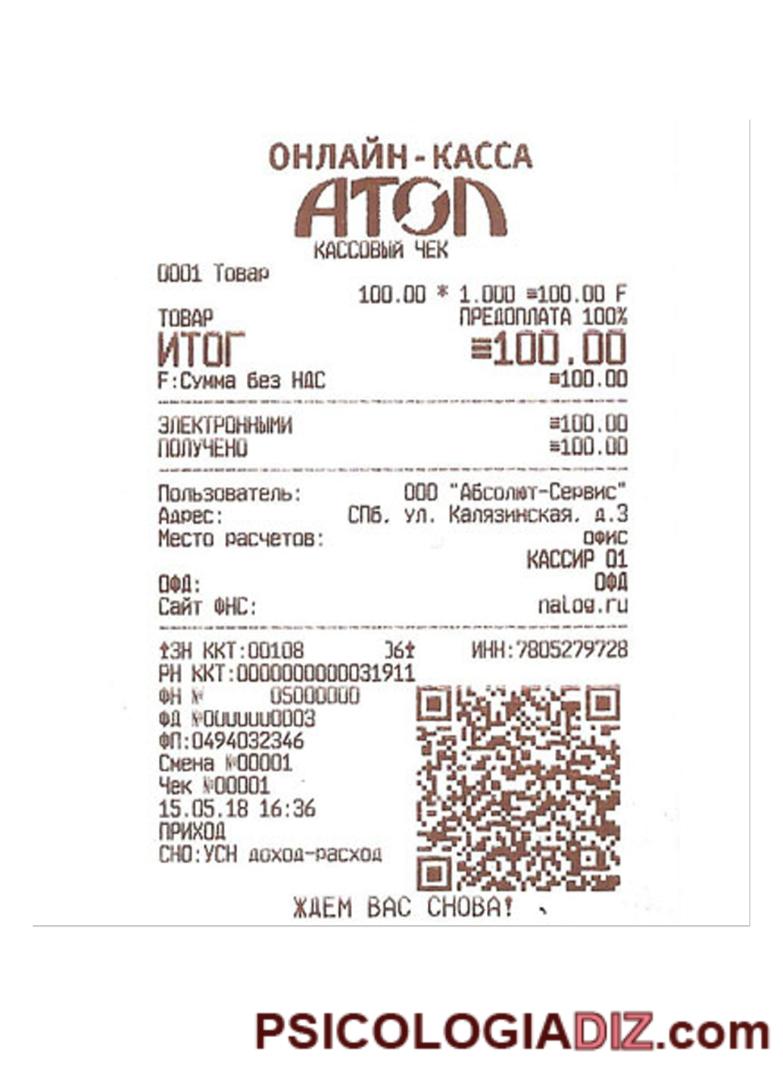 ОНЛАЙН-КАССА
АТОЛ
КАССОВЫЙ ЧЕК
0001 Товар
100.00 * 1.000 ≡100.00 F
ТОВАР ПРЕДОПЛАТА 100%
ИТОГ ≡100.00
F:Сумма без НДС ≡100.00
ЭЛЕКТРОННЫМИ ≡100.00
ПОЛУЧЕНО ≡100.00
Пользователь: ООО "Абсолют-Сервис"
Адрес: СПб, ул. Калязинская, д.3
Место расчетов: офис
КАССИР 01
ОФД: ОФД
Сайт ФНС: nalog.ru
ЗН ККТ:00108 06 ИНН:7805279728
РН ККТ:0000000000031911
ФН № 05000000
ФД №0000000003
ФП:0494032346
Смена №00001
Чек №00001
15.05.18 16:36
ПРИХОД
СНО:УСН доход-расход
ЖДЕМ ВАС СНОВА!
PSICOLOGIADIZ.com